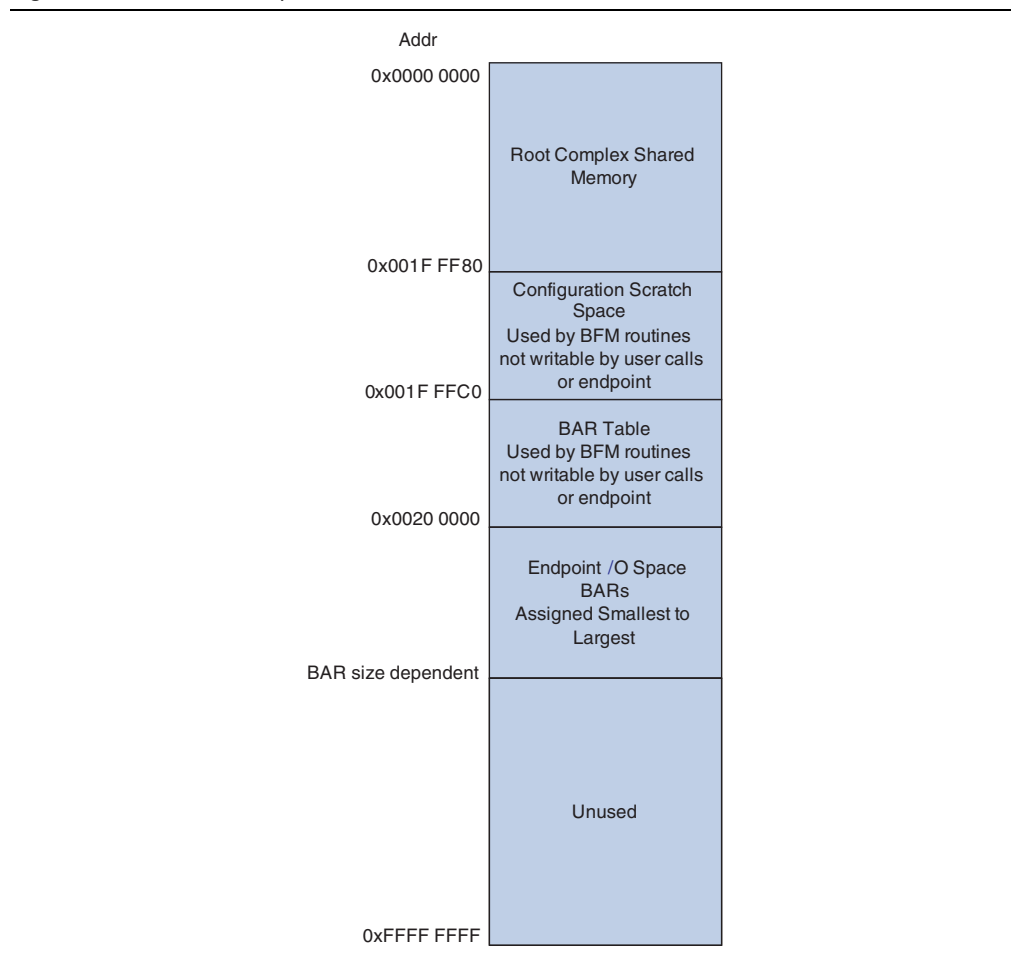 Addr
0x0000 0000
Root Complex Shared
Memory
0x001F FF80
Configuration Scratch
Space
Used by BFM routines
not writable by user calls
or endpoint
0x001F FFC0
BAR Table
Used by BFM routines
not writable by user calls
or endpoint
0x0020 0000
Endpoint /O Space
BARs
Assigned Smallest to
Largest
BAR size dependent
Unused
0xFFFF FFFF